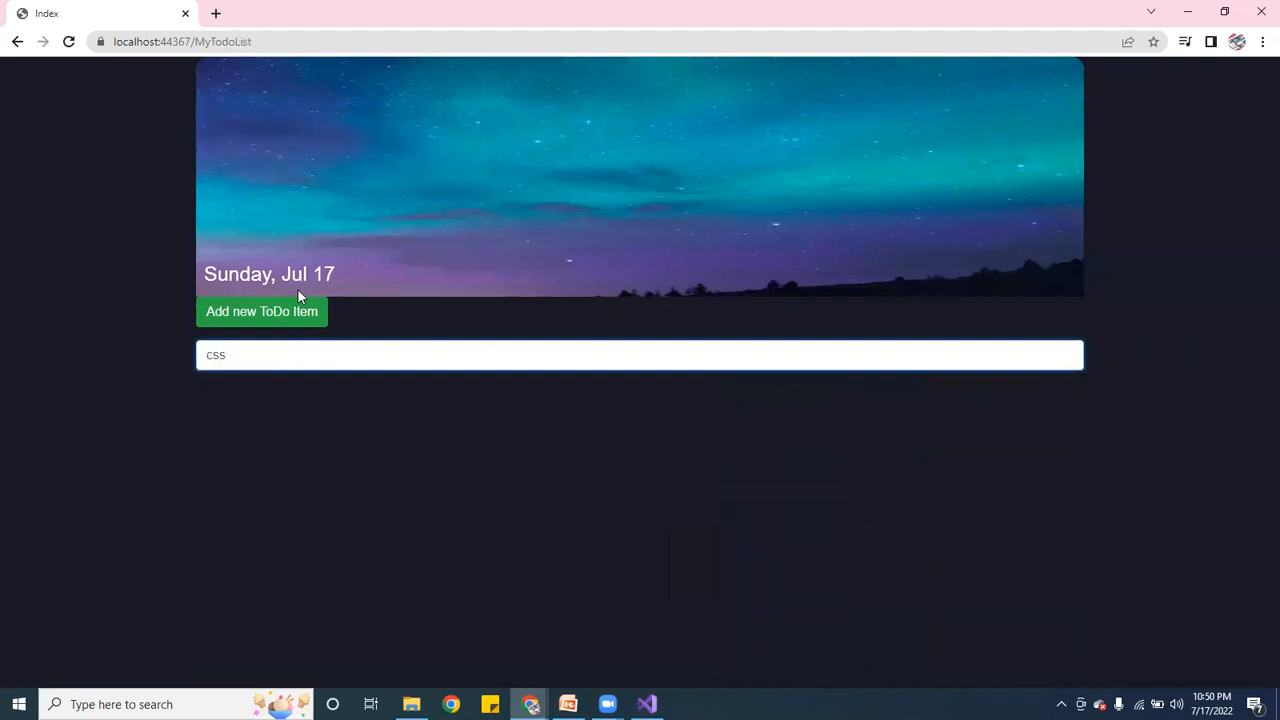 Index
localhost:44367/MyTodoList
Sunday, Jul 17
Add new ToDo Item
css
Type here to search
10:50 PM
7/17/2022